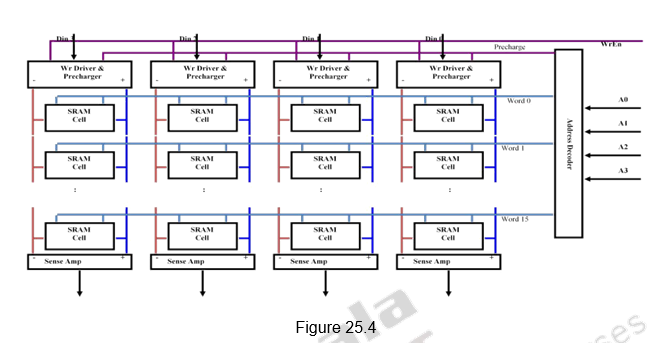 Din 3 Din 2 Din 1 Din 0
WrEn
Precharge
Wr Driver & Precharger - + Wr Driver & Precharger - + Wr Driver & Precharger - + Wr Driver & Precharger - +
Word 0
A0
SRAM Cell SRAM Cell SRAM Cell SRAM Cell
A1
Address Decoder
Word 1
A2
SRAM Cell SRAM Cell SRAM Cell SRAM Cell
A3
: : : :
Word 15
SRAM Cell SRAM Cell SRAM Cell SRAM Cell
- Sense Amp + - Sense Amp + - Sense Amp + - Sense Amp +
Figure 25.4